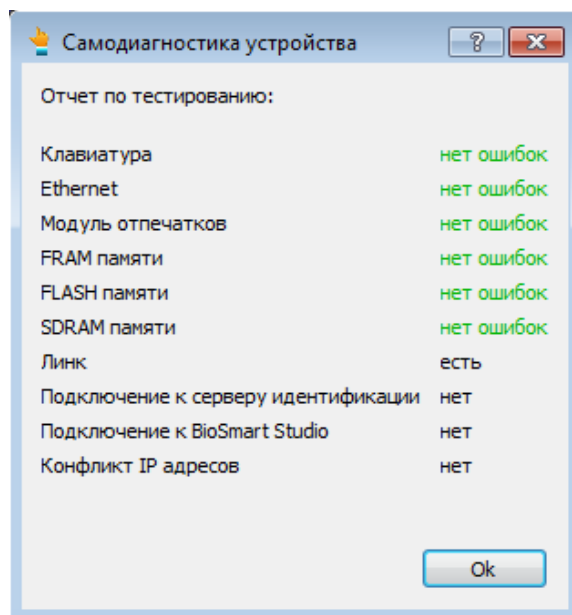 Самодиагностика устройства
Отчет по тестированию:
Клавиатура нет ошибок
Ethernet нет ошибок
Модуль отпечатков нет ошибок
FRAM памяти нет ошибок
FLASH памяти нет ошибок
SDRAM памяти нет ошибок
Линк есть
Подключение к серверу идентификации нет
Подключение к BioSmart Studio нет
Конфликт IP адресов нет
Ok